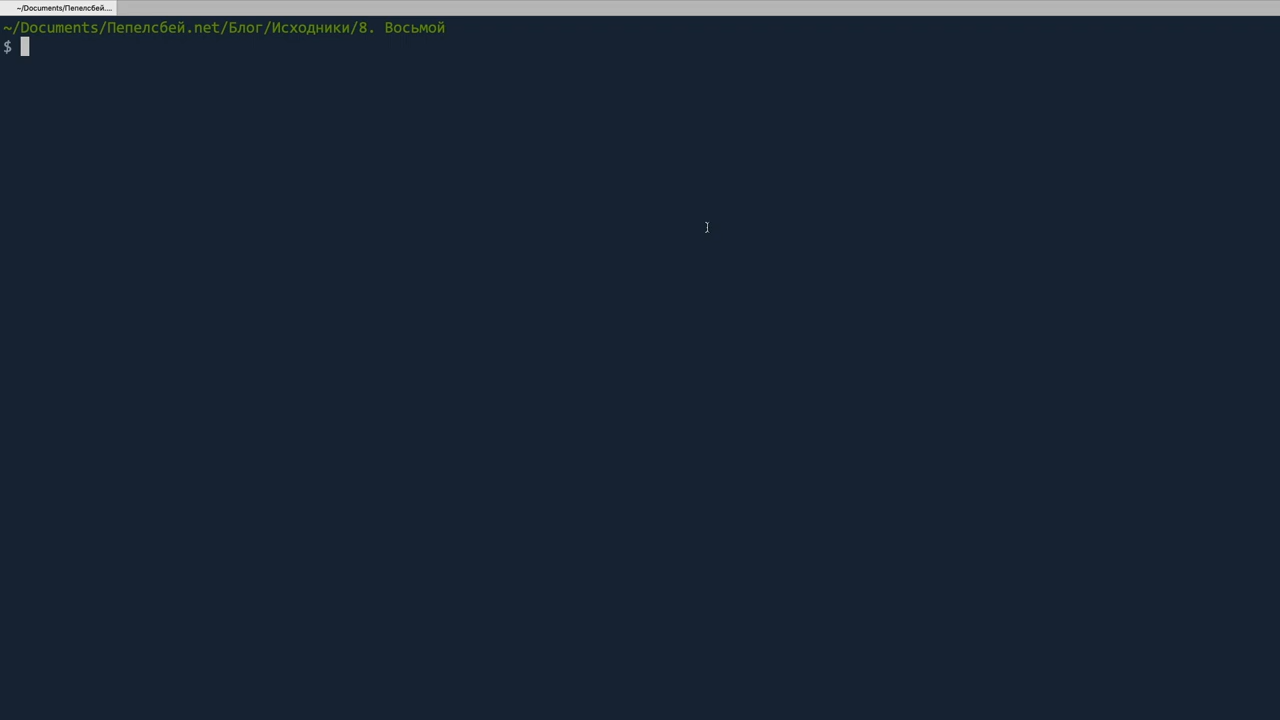 ~/Documents/Пепелсбей....
~/Documents/Пепелсбей.net/Блог/Исходники/8. Восьмой
$